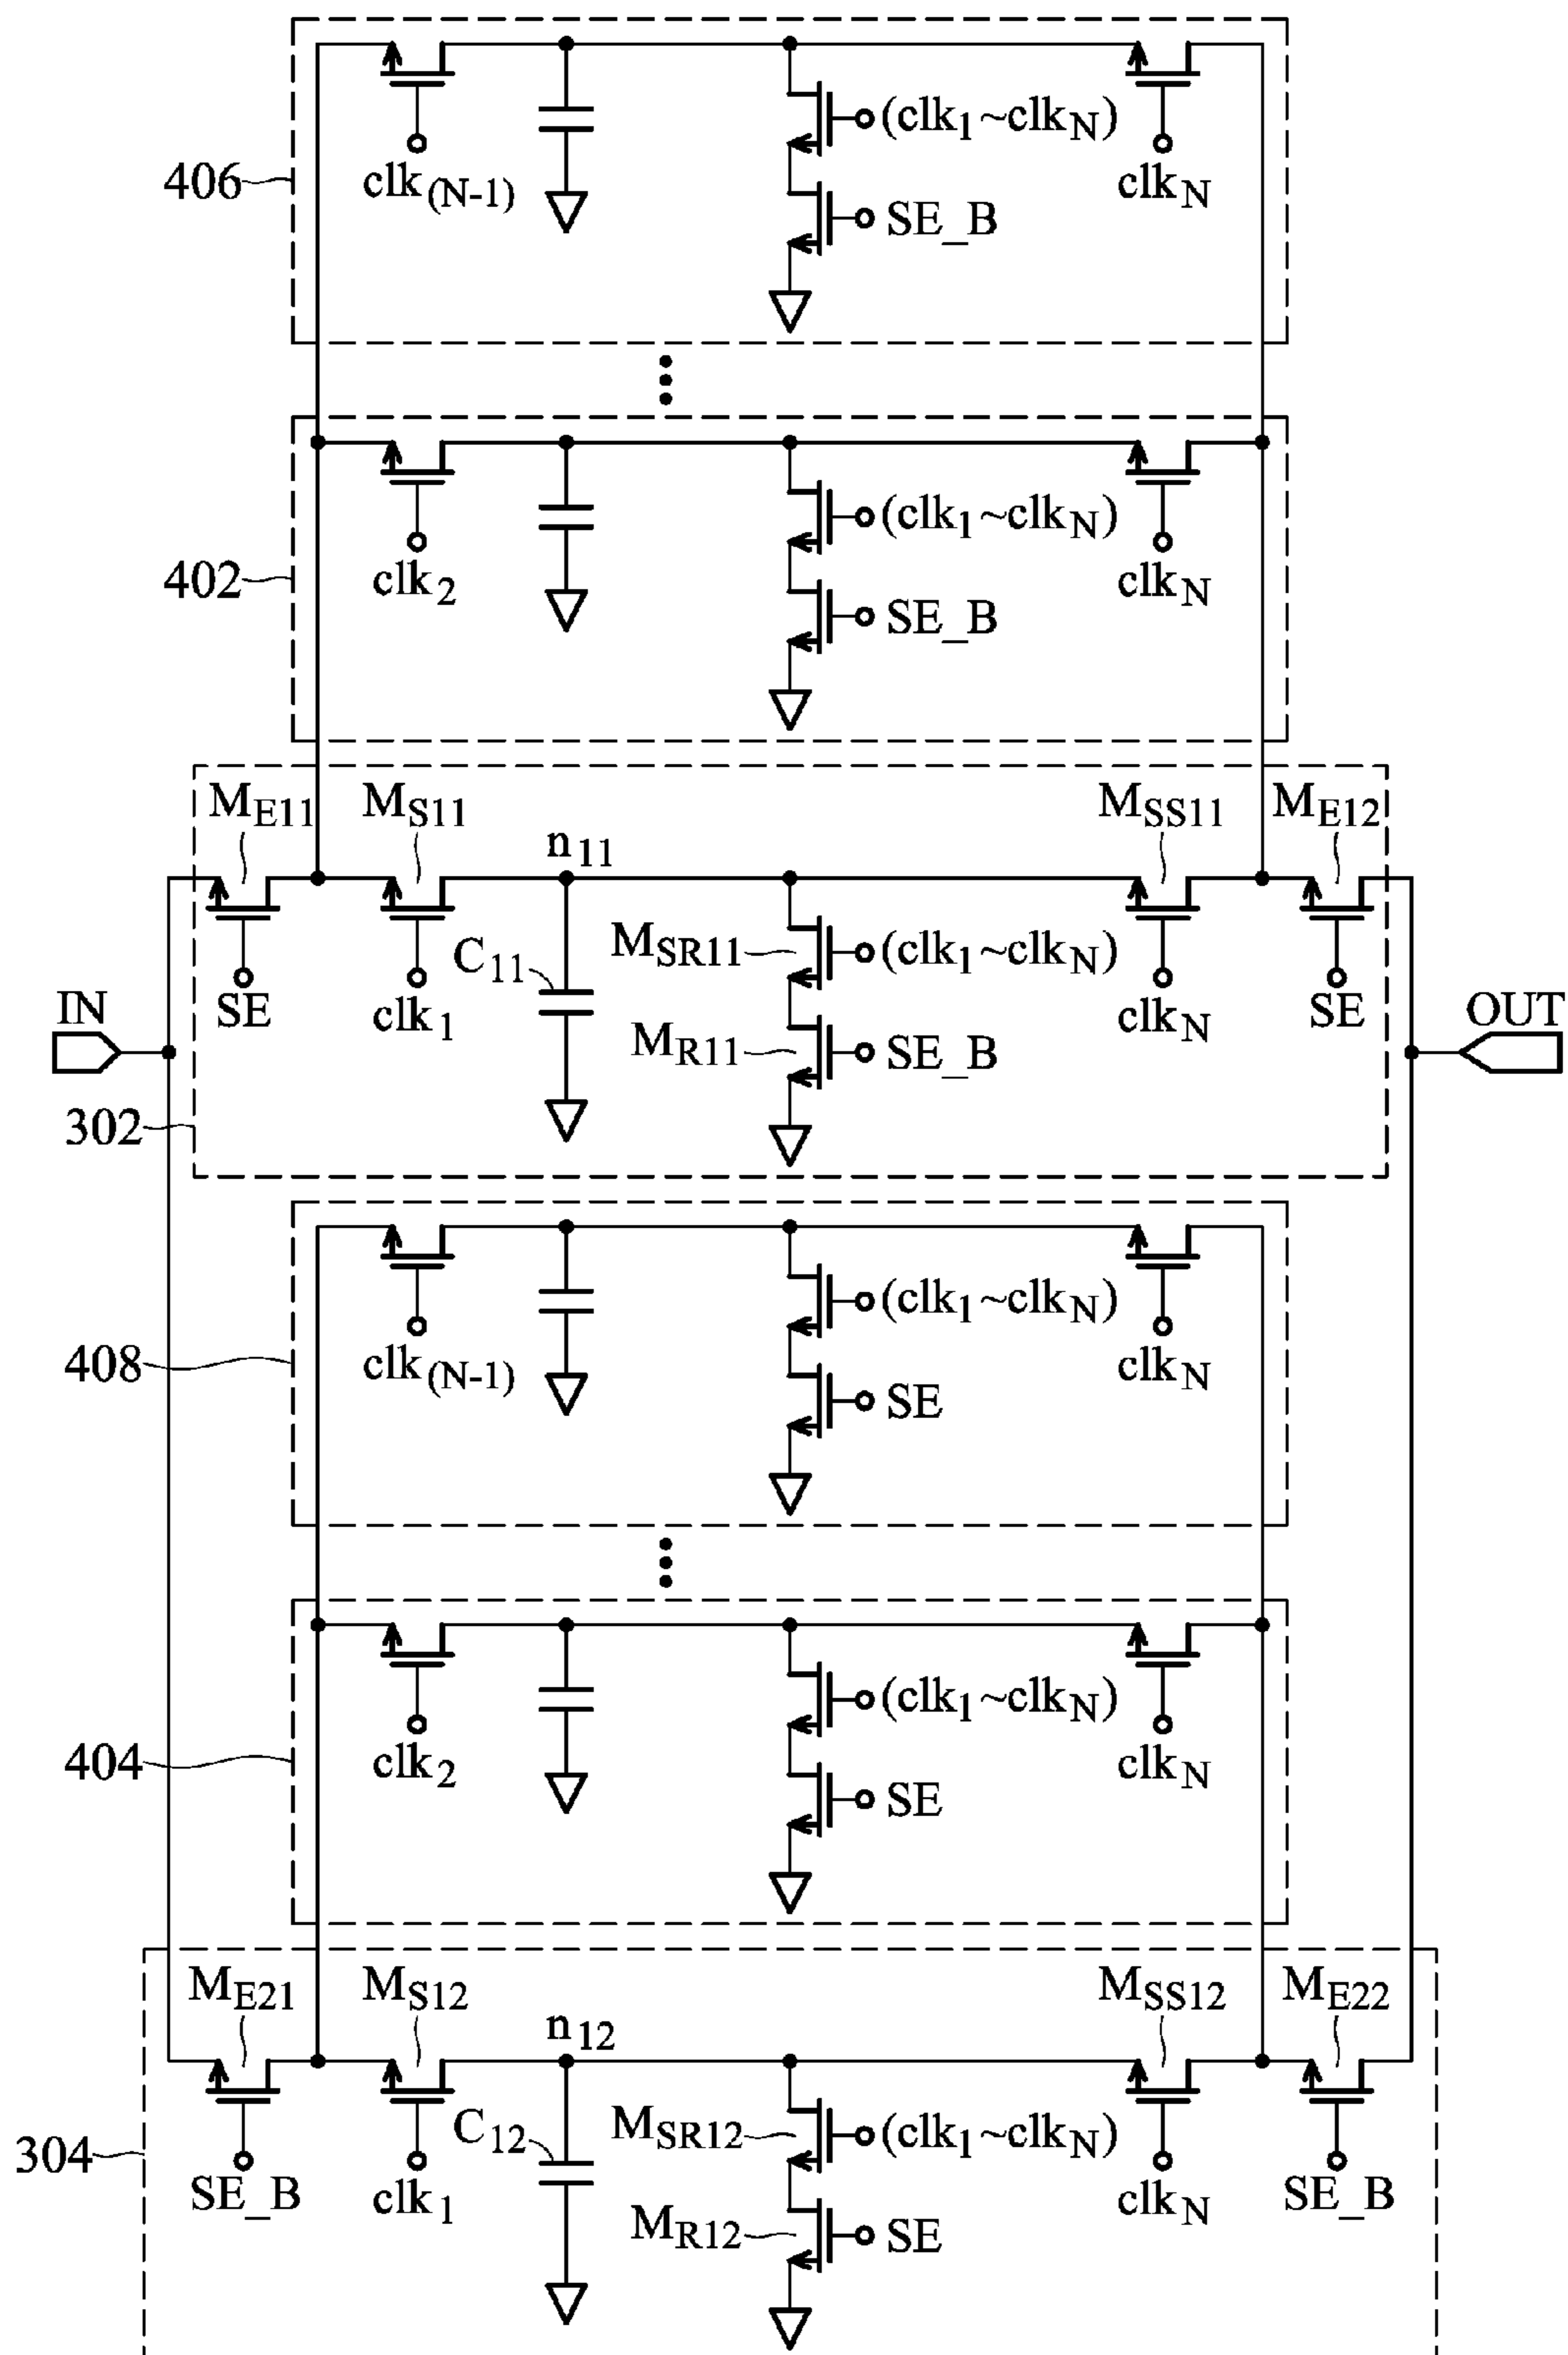 (clk1~clkN)
406
clk(N-1)
clkN
SE_B
(clk1~clkN)
402
clk2
clkN
SE_B
ME11
MS11
MSS11
ME12
n11
MSR11
(clk1~clkN)
C11
IN
SE
clk1
clkN
SE
OUT
MR11
SE_B
302
(clk1~clkN)
408
clk(N-1)
clkN
SE
(clk1~clkN)
404
clk2
clkN
SE
ME21
MS12
MSS12
ME22
n12
MSR12
(clk1~clkN)
C12
304
SE_B
clk1
clkN
SE_B
MR12
SE